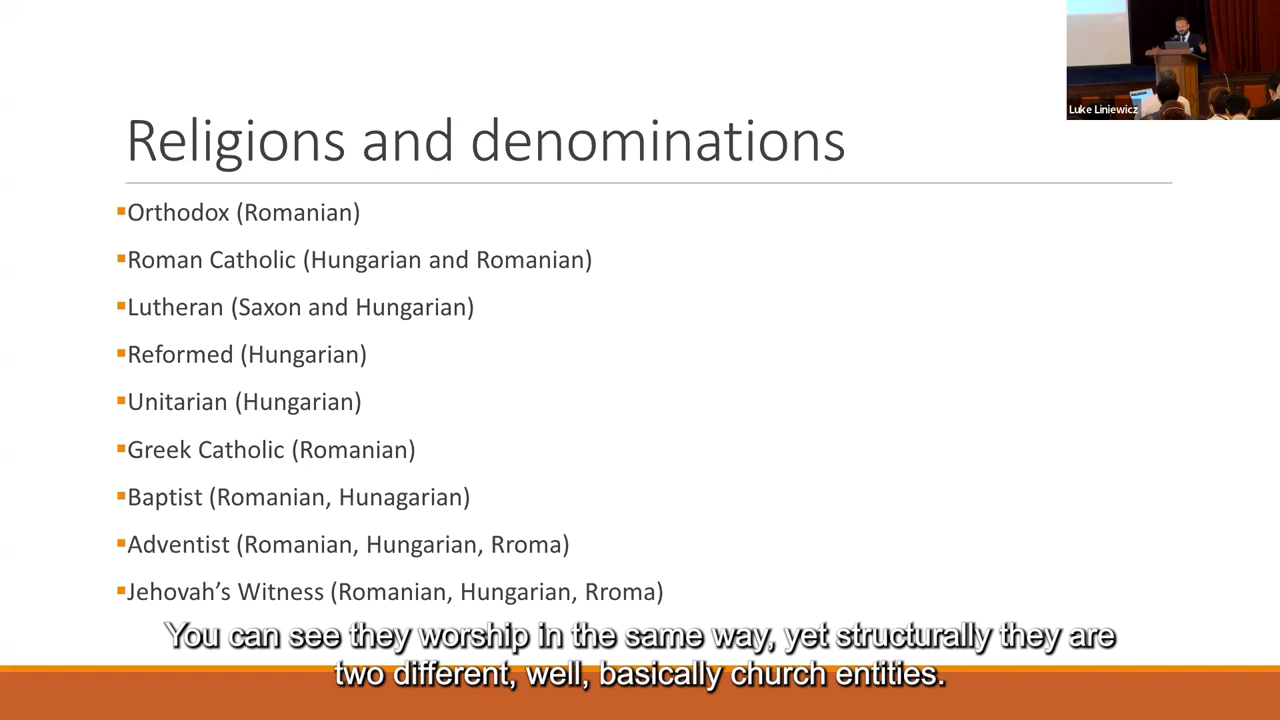 Luke Liniewicz
Religions and denominations
▪Orthodox (Romanian)
▪Roman Catholic (Hungarian and Romanian)
▪Lutheran (Saxon and Hungarian)
▪Reformed (Hungarian)
▪Unitarian (Hungarian)
▪Greek Catholic (Romanian)
▪Baptist (Romanian, Hunagarian)
▪Adventist (Romanian, Hungarian, Rroma)
▪Jehovah’s Witness (Romanian, Hungarian, Rroma)
You can see they worship in the same way, yet structurally they are
two different, well, basically church entities.